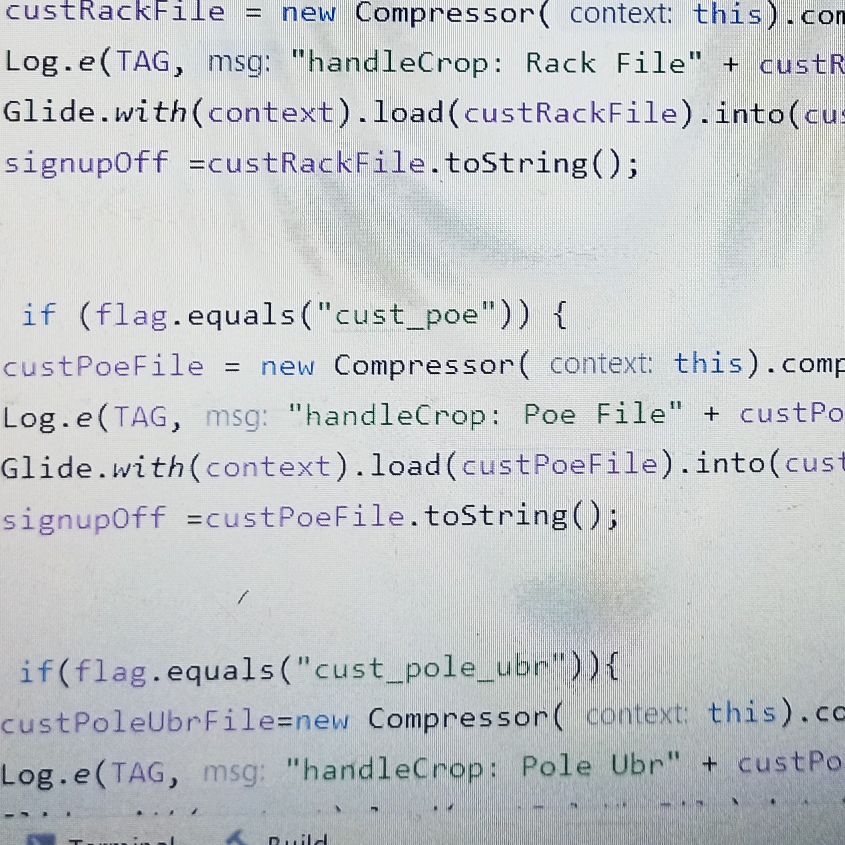 custRackFile = new Compressor( context: this).com
Log.e(TAG, msg: "handleCrop: Rack File" + custR
Glide.with(context).load(custRackFile).into(cus
signupOff =custRackFile.toString();
if (flag.equals("cust_poe")) {
custPoeFile = new Compressor( context: this).comp
Log.e(TAG, msg: "handleCrop: Poe File" + custPo
Glide.with(context).load(custPoeFile).into(cust
signupOff =custPoeFile.toString();
if(flag.equals("cust_pole_ubr")){
custPoleUbrFile=new Compressor( context: this).co
Log.e(TAG, msg: "handleCrop: Pole Ubr" + custPo
Terminal Build